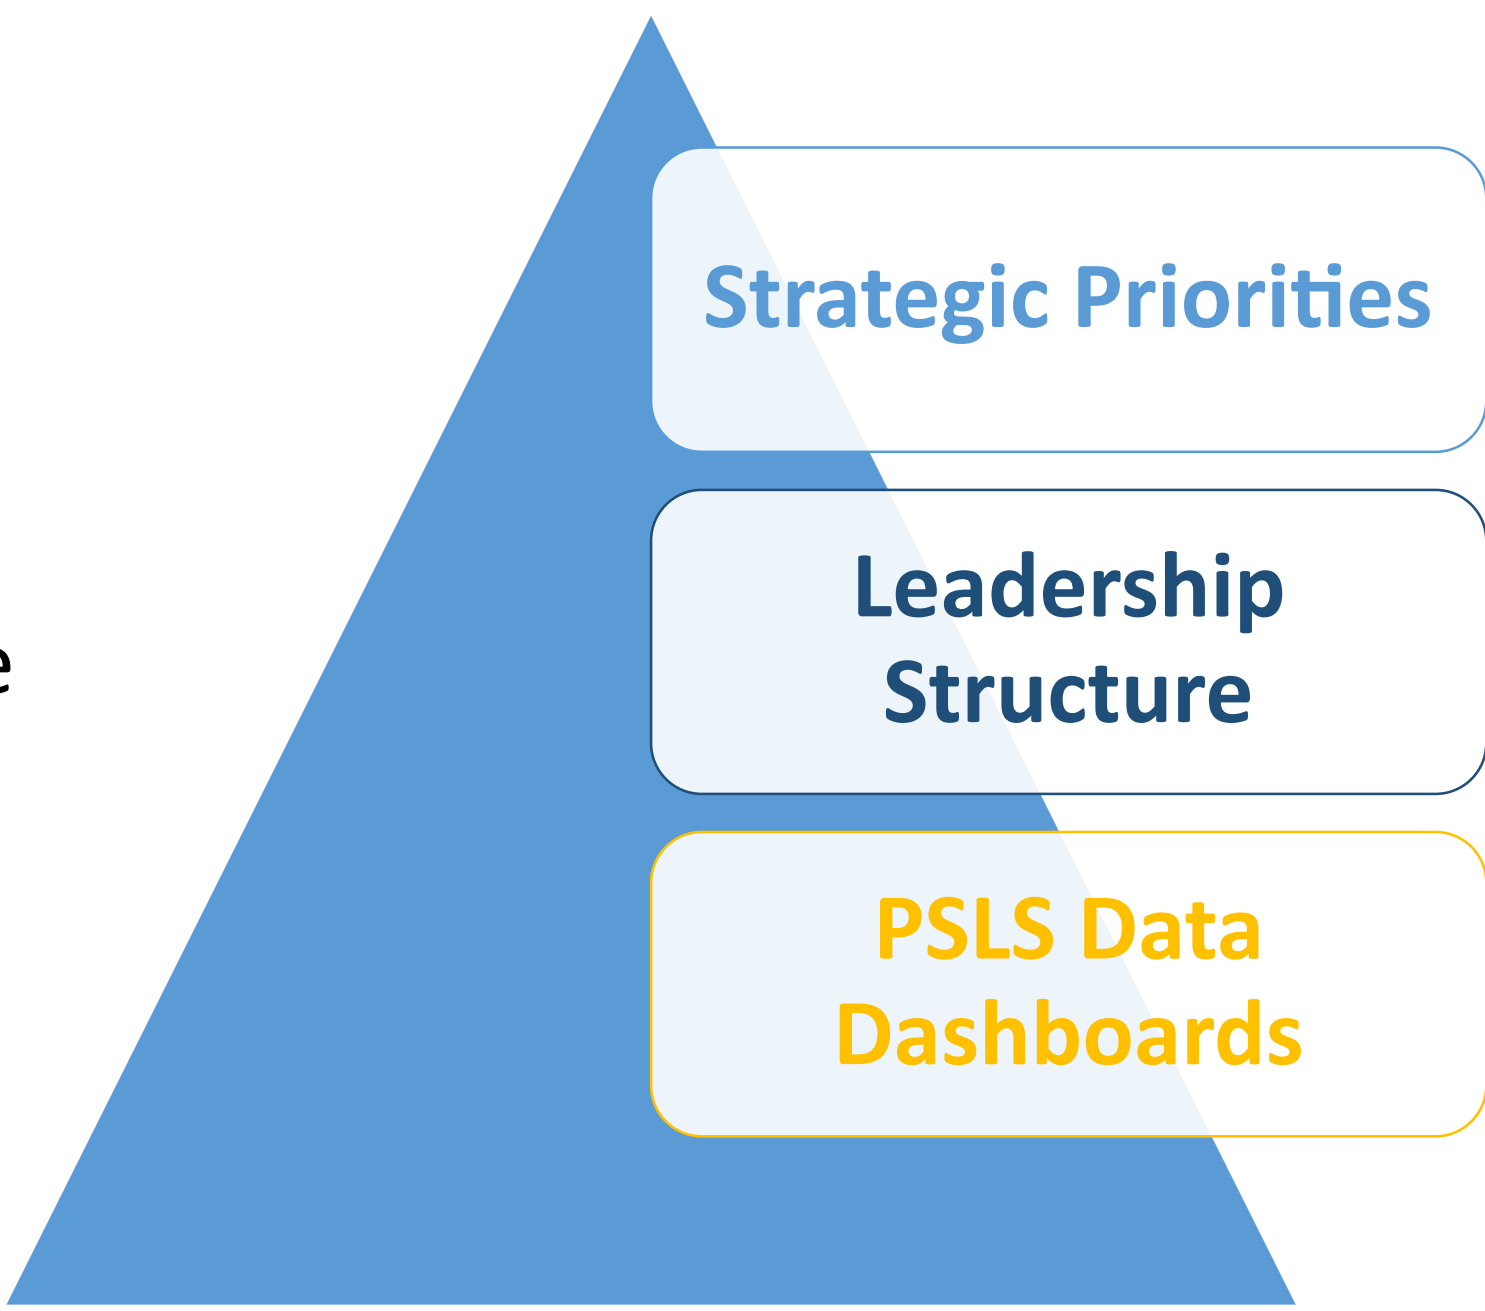 Strategic Priorities
e
Leadership
Structure
PSLS Data
Dashboards